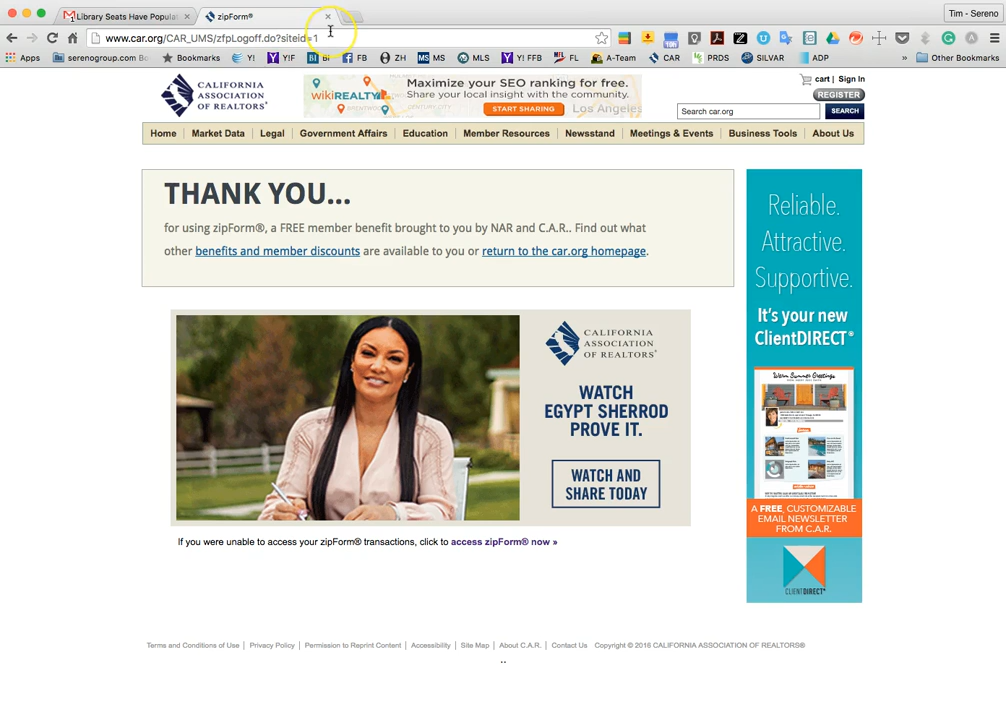 Library Seats Have Populat
zipForm®
Tim - Sereno
www.car.org/CAR_UMS/zfpLogoff.do?siteid=1
Apps
serenogroup.com Bo
Bookmarks
Y!
Y!F
Bi
FB
ZH
MS
MLS
Y! FFB
FL
A-Team
CAR
PRDS
SILVAR
ADP
»
Other Bookmarks
CALIFORNIA
ASSOCIATION
OF REALTORS®
wikiREALTY
Maximize your SEO ranking for free.
Share your local insight with the community.
START SHARING
Los Angeles
cart | Sign In
REGISTER
Search car.org
SEARCH
Home
Market Data
Legal
Government Affairs
Education
Member Resources
Newsstand
Meetings & Events
Business Tools
About Us
THANK YOU...
for using zipForm®, a FREE member benefit brought to you by NAR and C.A.R.. Find out what
other benefits and member discounts are available to you or return to the car.org homepage.
CALIFORNIA
ASSOCIATION
OF REALTORS®
WATCH
EGYPT SHERROD
PROVE IT.
WATCH AND
SHARE TODAY
If you were unable to access your zipForm® transactions, click to access zipForm® now »
Reliable.
Attractive.
Supportive.
It's your new
ClientDIRECT®
Warm Summer Greetings
A FREE, CUSTOMIZABLE
EMAIL NEWSLETTER
FROM C.A.R.
CLIENTDIRECT®
Terms and Conditions of Use | Privacy Policy | Permission to Reprint Content | Accessibility | Site Map | About C.A.R. | Contact Us Copyright © 2016 CALIFORNIA ASSOCIATION OF REALTORS®
..